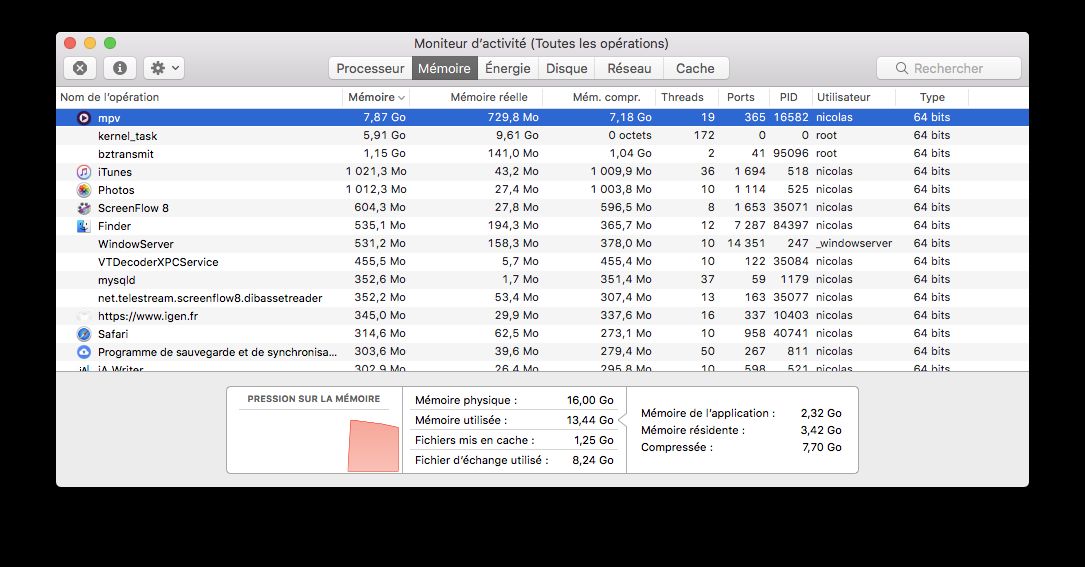 Moniteur d’activité (Toutes les opérations)
Processeur Mémoire Énergie Disque Réseau Cache Rechercher
Nom de l’opération Mémoire Mémoire réelle Mém. compr. Threads Ports PID Utilisateur Type
mpv 7,87 Go 729,8 Mo 7,18 Go 19 365 16582 nicolas 64 bits
kernel_task 5,91 Go 9,61 Go 0 octets 172 0 0 root 64 bits
bztransmit 1,15 Go 141,0 Mo 1,04 Go 2 41 95096 root 64 bits
iTunes 1 021,3 Mo 43,2 Mo 1 009,9 Mo 36 1 694 518 nicolas 64 bits
Photos 1 012,3 Mo 27,4 Mo 1 003,8 Mo 10 1 114 525 nicolas 64 bits
ScreenFlow 8 604,3 Mo 27,8 Mo 596,5 Mo 8 1 653 35071 nicolas 64 bits
Finder 535,1 Mo 194,3 Mo 365,7 Mo 12 7 287 84397 nicolas 64 bits
WindowServer 531,2 Mo 158,3 Mo 378,0 Mo 10 14 351 247 _windowserver 64 bits
VTDecoderXPCService 455,5 Mo 5,7 Mo 455,4 Mo 10 122 35084 nicolas 64 bits
mysqld 352,6 Mo 1,7 Mo 351,4 Mo 37 59 1179 nicolas 64 bits
net.telestream.screenflow8.dibassetreader 352,2 Mo 53,4 Mo 307,4 Mo 13 163 35077 nicolas 64 bits
https://www.igen.fr 345,0 Mo 29,9 Mo 337,6 Mo 16 337 10403 nicolas 64 bits
Safari 314,6 Mo 62,5 Mo 273,1 Mo 10 958 40741 nicolas 64 bits
Programme de sauvegarde et de synchronisa... 303,6 Mo 39,6 Mo 279,4 Mo 50 267 811 nicolas 64 bits
iA Writer 302,9 Mo 26,4 Mo 295,8 Mo 10 598 521 nicolas 64 bits
PRESSION SUR LA MÉMOIRE
Mémoire physique : 16,00 Go
Mémoire utilisée : 13,44 Go
Fichiers mis en cache : 1,25 Go
Fichier d’échange utilisé : 8,24 Go
Mémoire de l’application : 2,32 Go
Mémoire résidente : 3,42 Go
Compressée : 7,70 Go